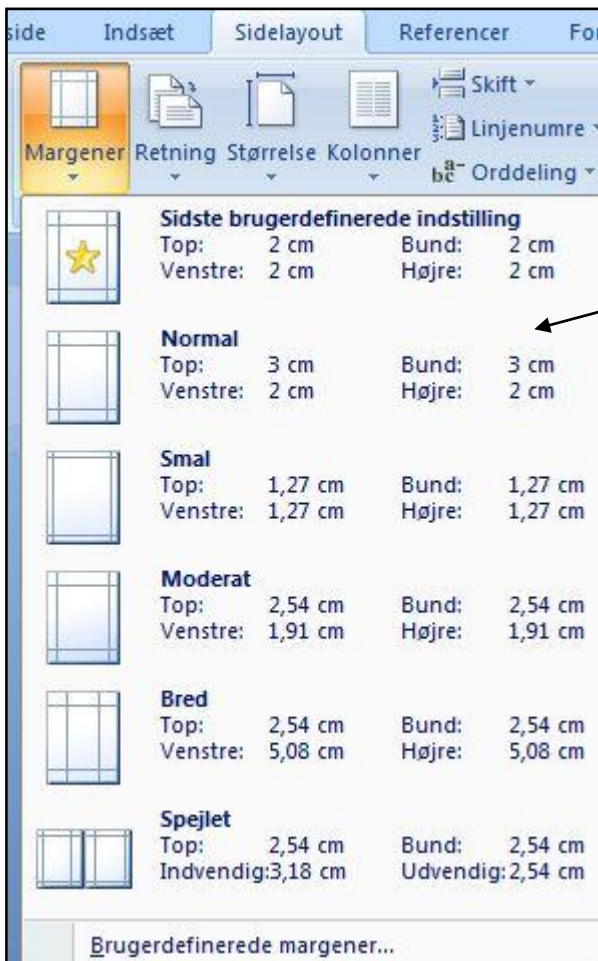 side Indsæt Sidelayout Referencer For
Margener Retning Størrelse Kolonner
Skift
Linjenumre
Orddeling
Sidste brugerdefinerede indstilling
Top: 2 cm Bund: 2 cm
Venstre: 2 cm Højre: 2 cm
Normal
Top: 3 cm Bund: 3 cm
Venstre: 2 cm Højre: 2 cm
Smal
Top: 1,27 cm Bund: 1,27 cm
Venstre: 1,27 cm Højre: 1,27 cm
Moderat
Top: 2,54 cm Bund: 2,54 cm
Venstre: 1,91 cm Højre: 1,91 cm
Bred
Top: 2,54 cm Bund: 2,54 cm
Venstre: 5,08 cm Højre: 5,08 cm
Spejlet
Top: 2,54 cm Bund: 2,54 cm
Indvendig:3,18 cm Udvendig:2,54 cm
Brugerdefinerede margener...